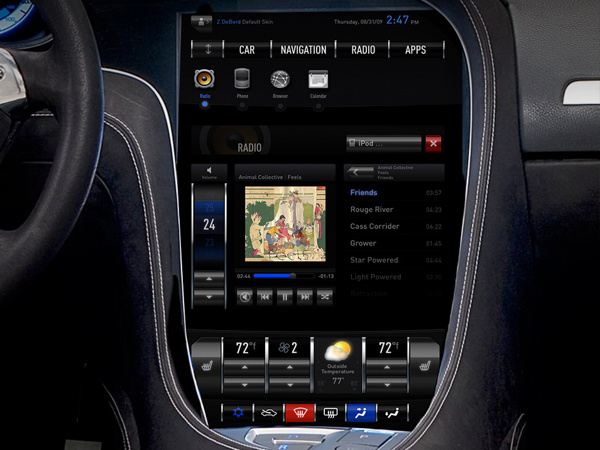 Z DeBord Default Skin
Thursday, 08/21/09 2:47 PM
CAR NAVIGATION RADIO APPS
Radio Phone Browser Calendar
RADIO
iPod ...
Volume
24
Animal Collective | Feels
Animal Collective
Feels
Friends
Friends 03:57
Rouge River 04:23
Cass Corridor 04:22
Grower 01:45
Star Powered 04:44
Light Powered
02:44 -01:13
72°f
2
Outside
Temperature
77°
72°f